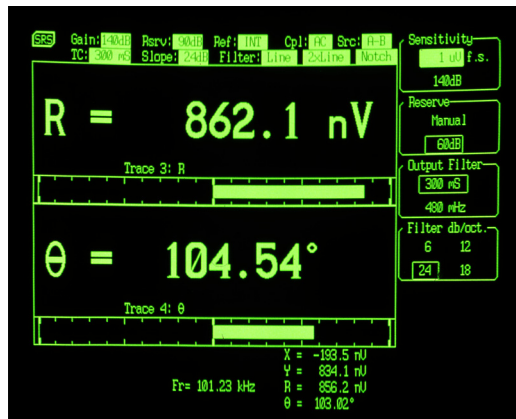 SRS Gain: 140dB Rsrv: 90dB Ref: INT Cpl: AC Src: A-B
TC: 300 mS Slope: 24dB Filter: Line 2xLine Notch
R = 862.1 nV
Trace 3: R
θ = 104.54°
Trace 4: θ
Fr= 101.23 kHz
X = -193.5 nV
Y = 834.1 nV
R = 856.2 nV
θ = 103.02°
Sensitivity
1 uV f.s.
140dB
Reserve
Manual
60dB
Output Filter
300 mS
480 mHz
Filter db/oct.
6 12
24 18